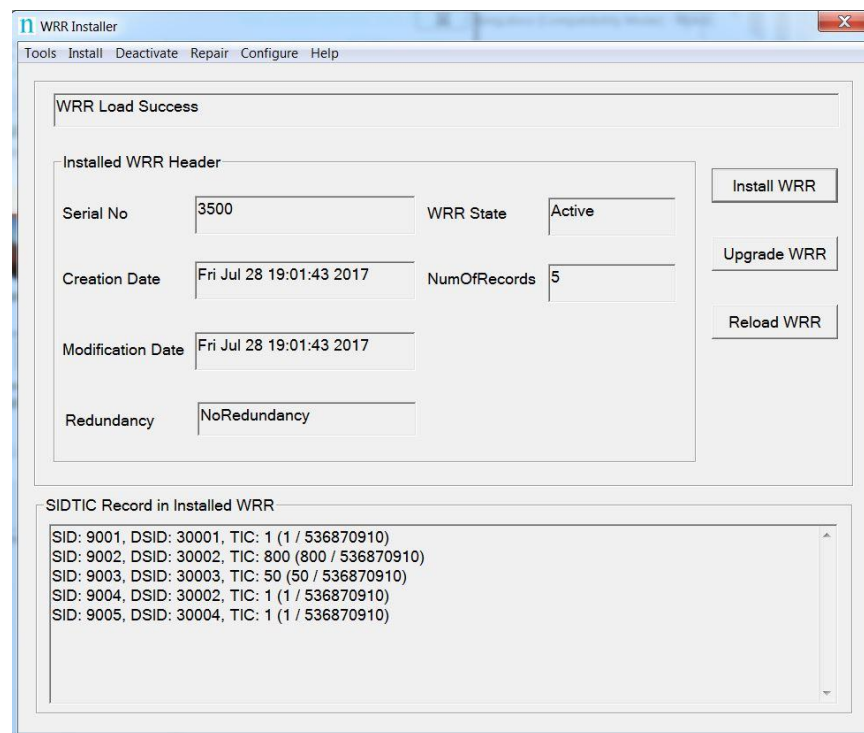 n WRR Installer
Tools Install Deactivate Repair Configure Help
WRR Load Success
Installed WRR Header
Serial No 3500 WRR State Active
Creation Date Fri Jul 28 19:01:43 2017 NumOfRecords 5
Modification Date Fri Jul 28 19:01:43 2017
Redundancy NoRedundancy
Install WRR
Upgrade WRR
Reload WRR
SIDTIC Record in Installed WRR
SID: 9001, DSID: 30001, TIC: 1 (1 / 536870910)
SID: 9002, DSID: 30002, TIC: 800 (800 / 536870910)
SID: 9003, DSID: 30003, TIC: 50 (50 / 536870910)
SID: 9004, DSID: 30002, TIC: 1 (1 / 536870910)
SID: 9005, DSID: 30004, TIC: 1 (1 / 536870910)